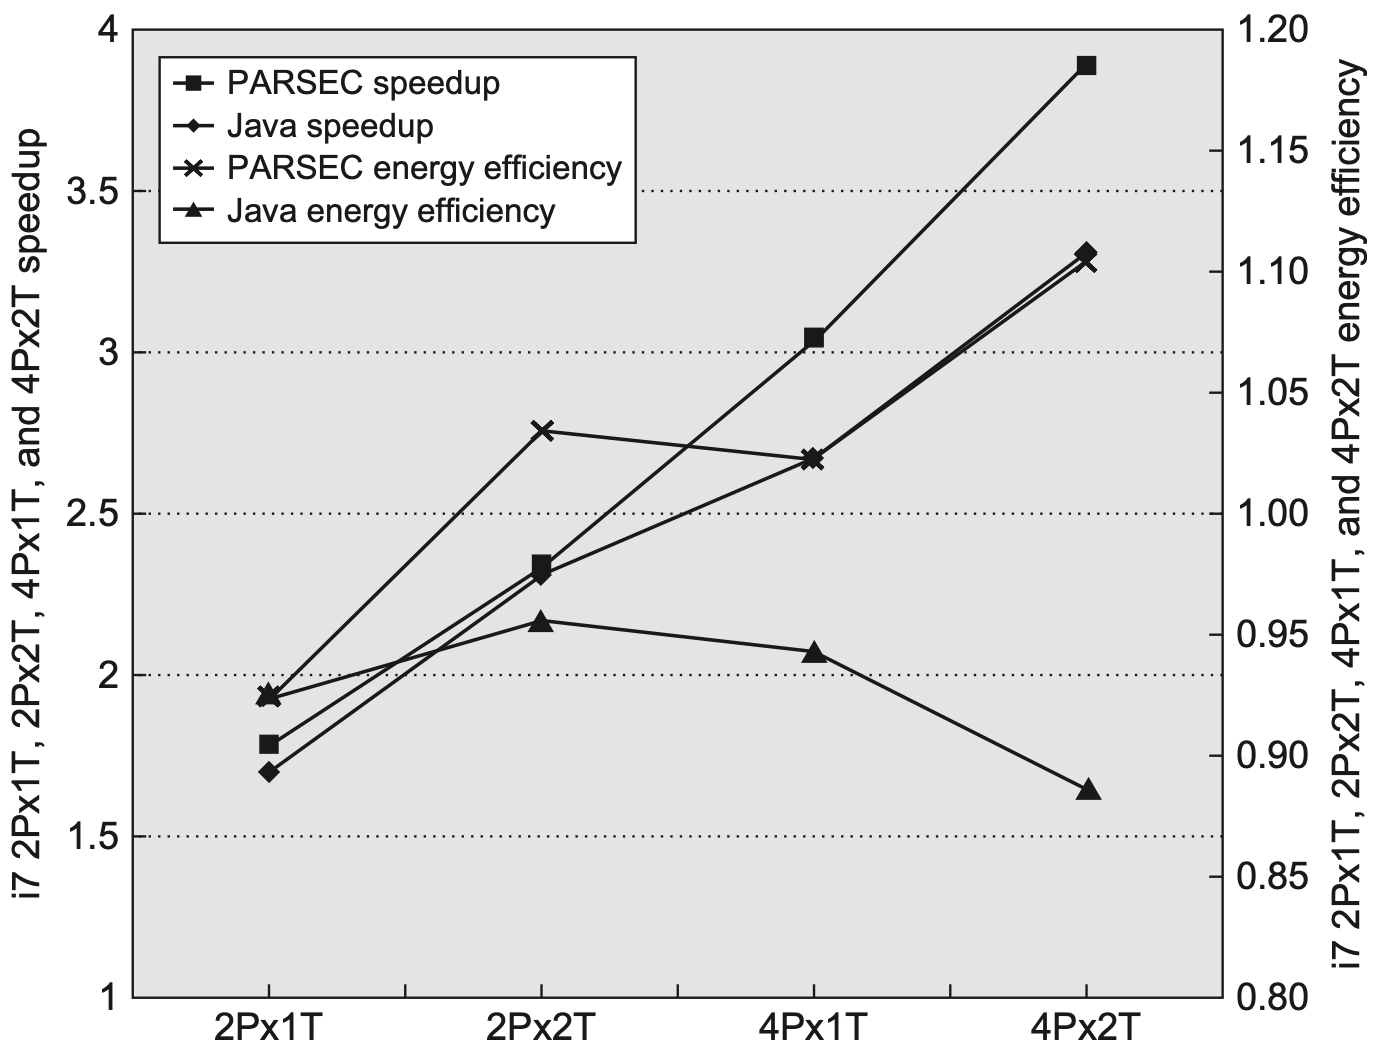 PARSEC speedup
Java speedup
PARSEC energy efficiency
Java energy efficiency
i7 2Px1T, 2Px2T, 4Px1T, and 4Px2T speedup
4
3.5
3
2.5
2
1.5
1
1.20
1.15
1.10
1.05
1.00
0.95
0.90
0.85
0.80
i7 2Px1T, 2Px2T, 4Px1T, and 4Px2T energy efficiency
2Px1T
2Px2T
4Px1T
4Px2T